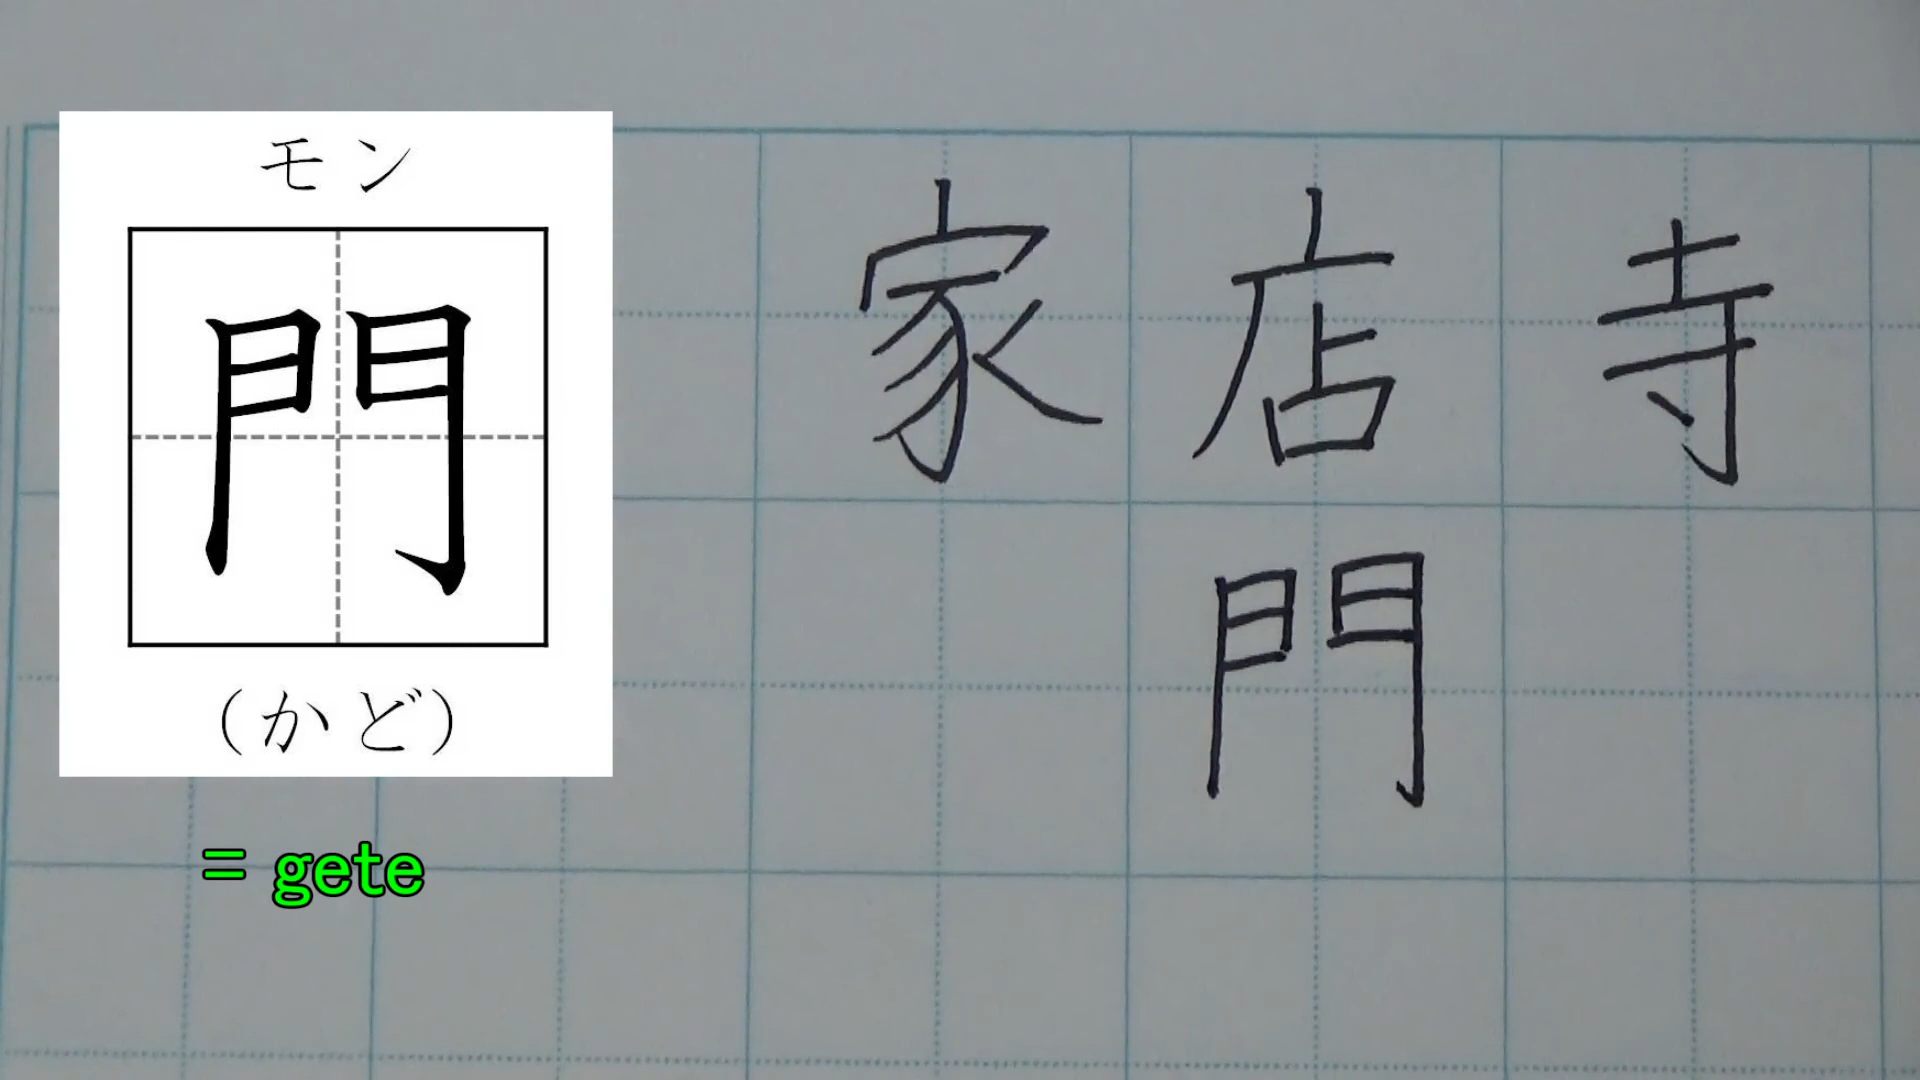 モン
門
(かど)
= gete
家店寺
門